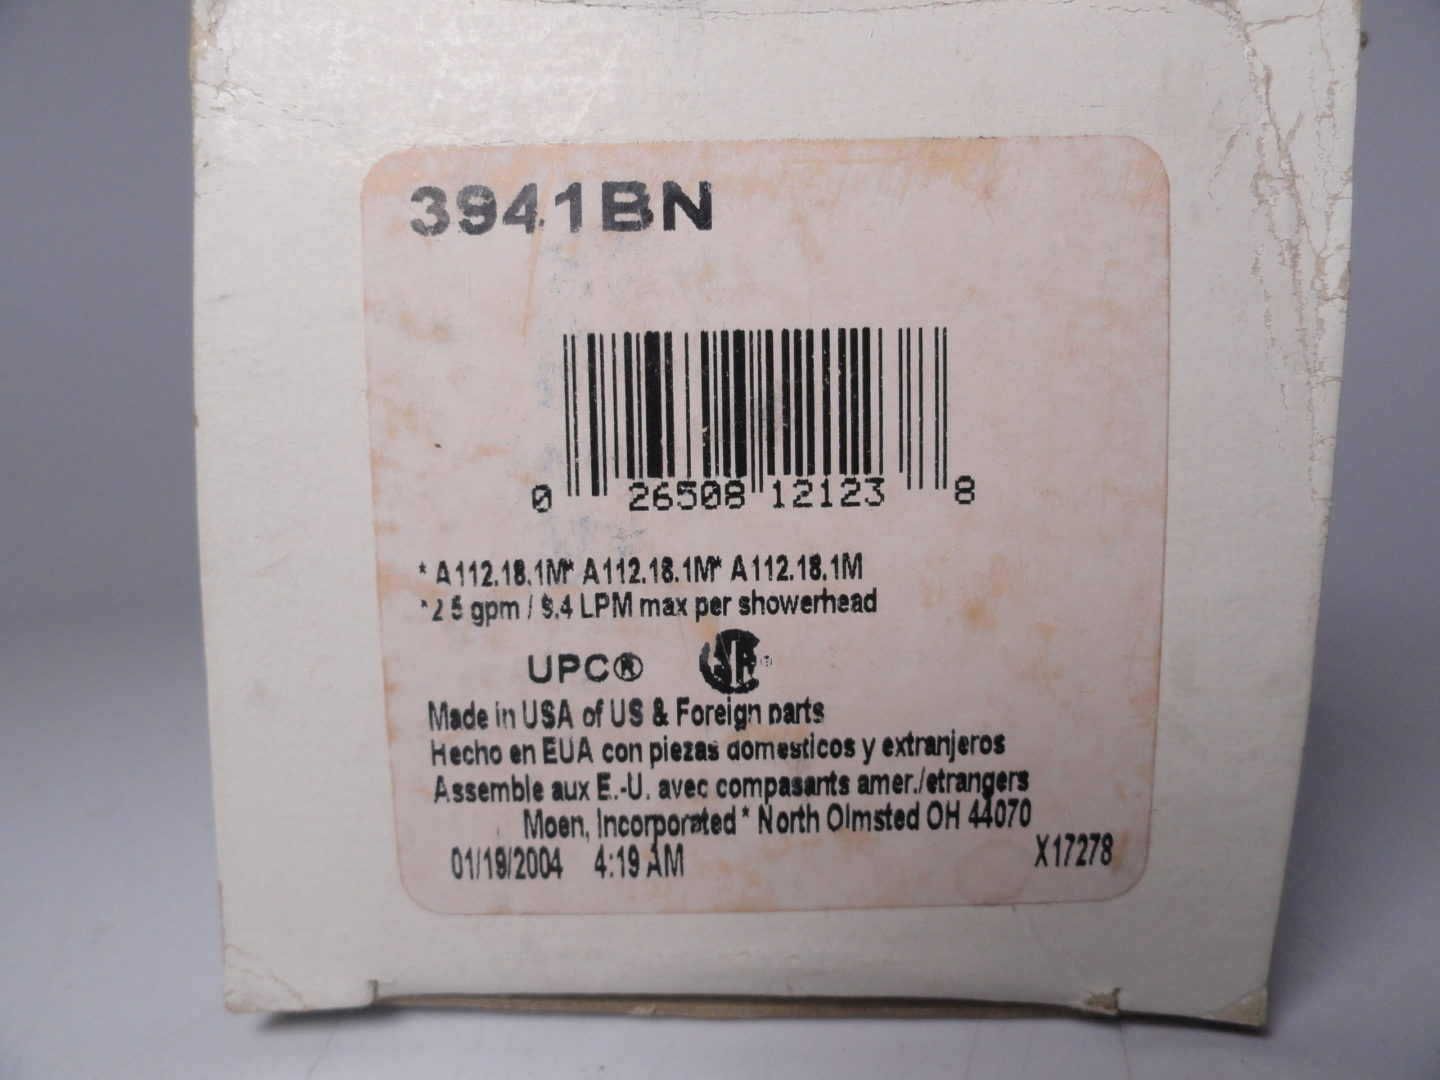 3941BN
0 26508 12123 8
* A112.18.1M* A112.18.1M* A112.18.1M
*2.5 gpm / 9.4 LPM max per showerhead
UPC® ®
Made in USA of US & Foreign parts
Hecho en EUA con piezas domesticos y extranjeros
Assemble aux E.-U. avec compasants amer./etrangers
Moen, Incorporated * North Olmsted OH 44070
01/19/2004 4:19 AM X17278